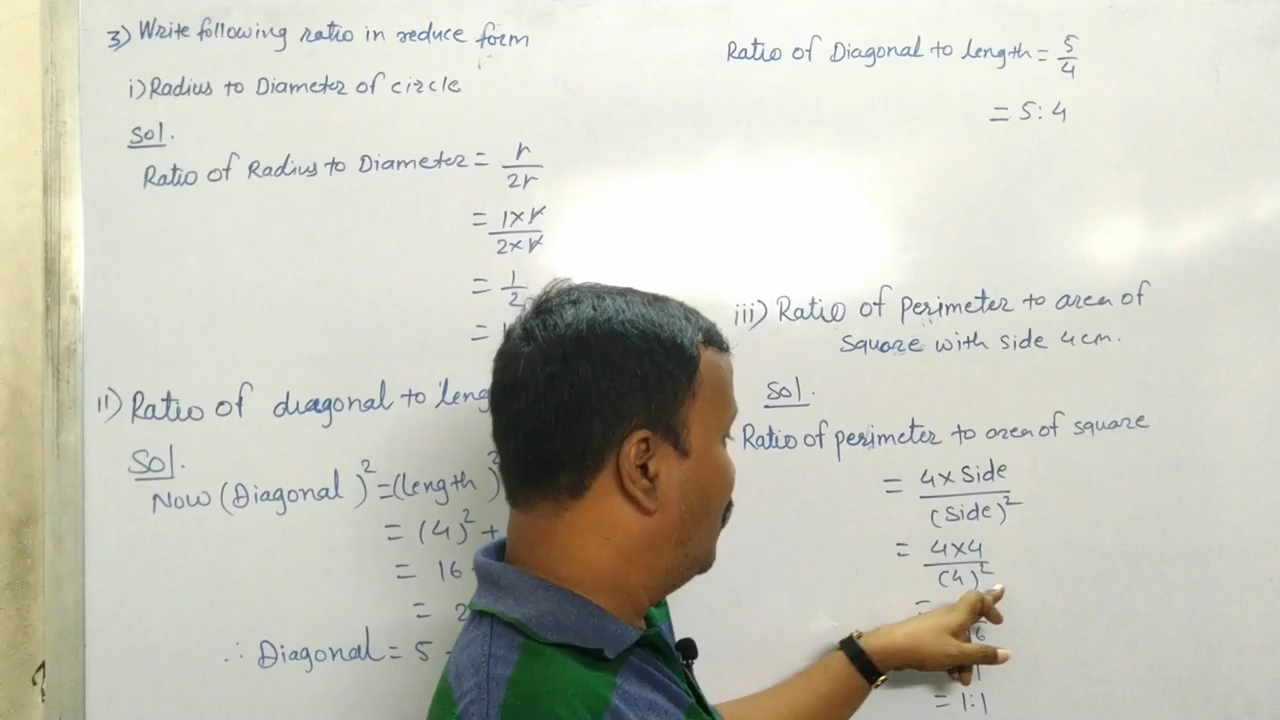 3) Write following ratio in reduce form
i) Radius to Diameter of circle
Sol.
Ratio of Radius to Diameter = r
2r
= 1×r
2×r
= 1
2
=
II) Ratio of diagonal to
Sol.
Now (Diagonal)² = (length)
= (4)² +
= 16
=
∴ Diagonal = 5
Ratio of Diagonal to length = 5
4
= 5:4
iii) Ratio of perimeter to area of
square with side 4cm.
Sol.
Ratio of perimeter to area of square
= 4× Side
(Side)²
= 4×4
(4)²
=
= 1:1